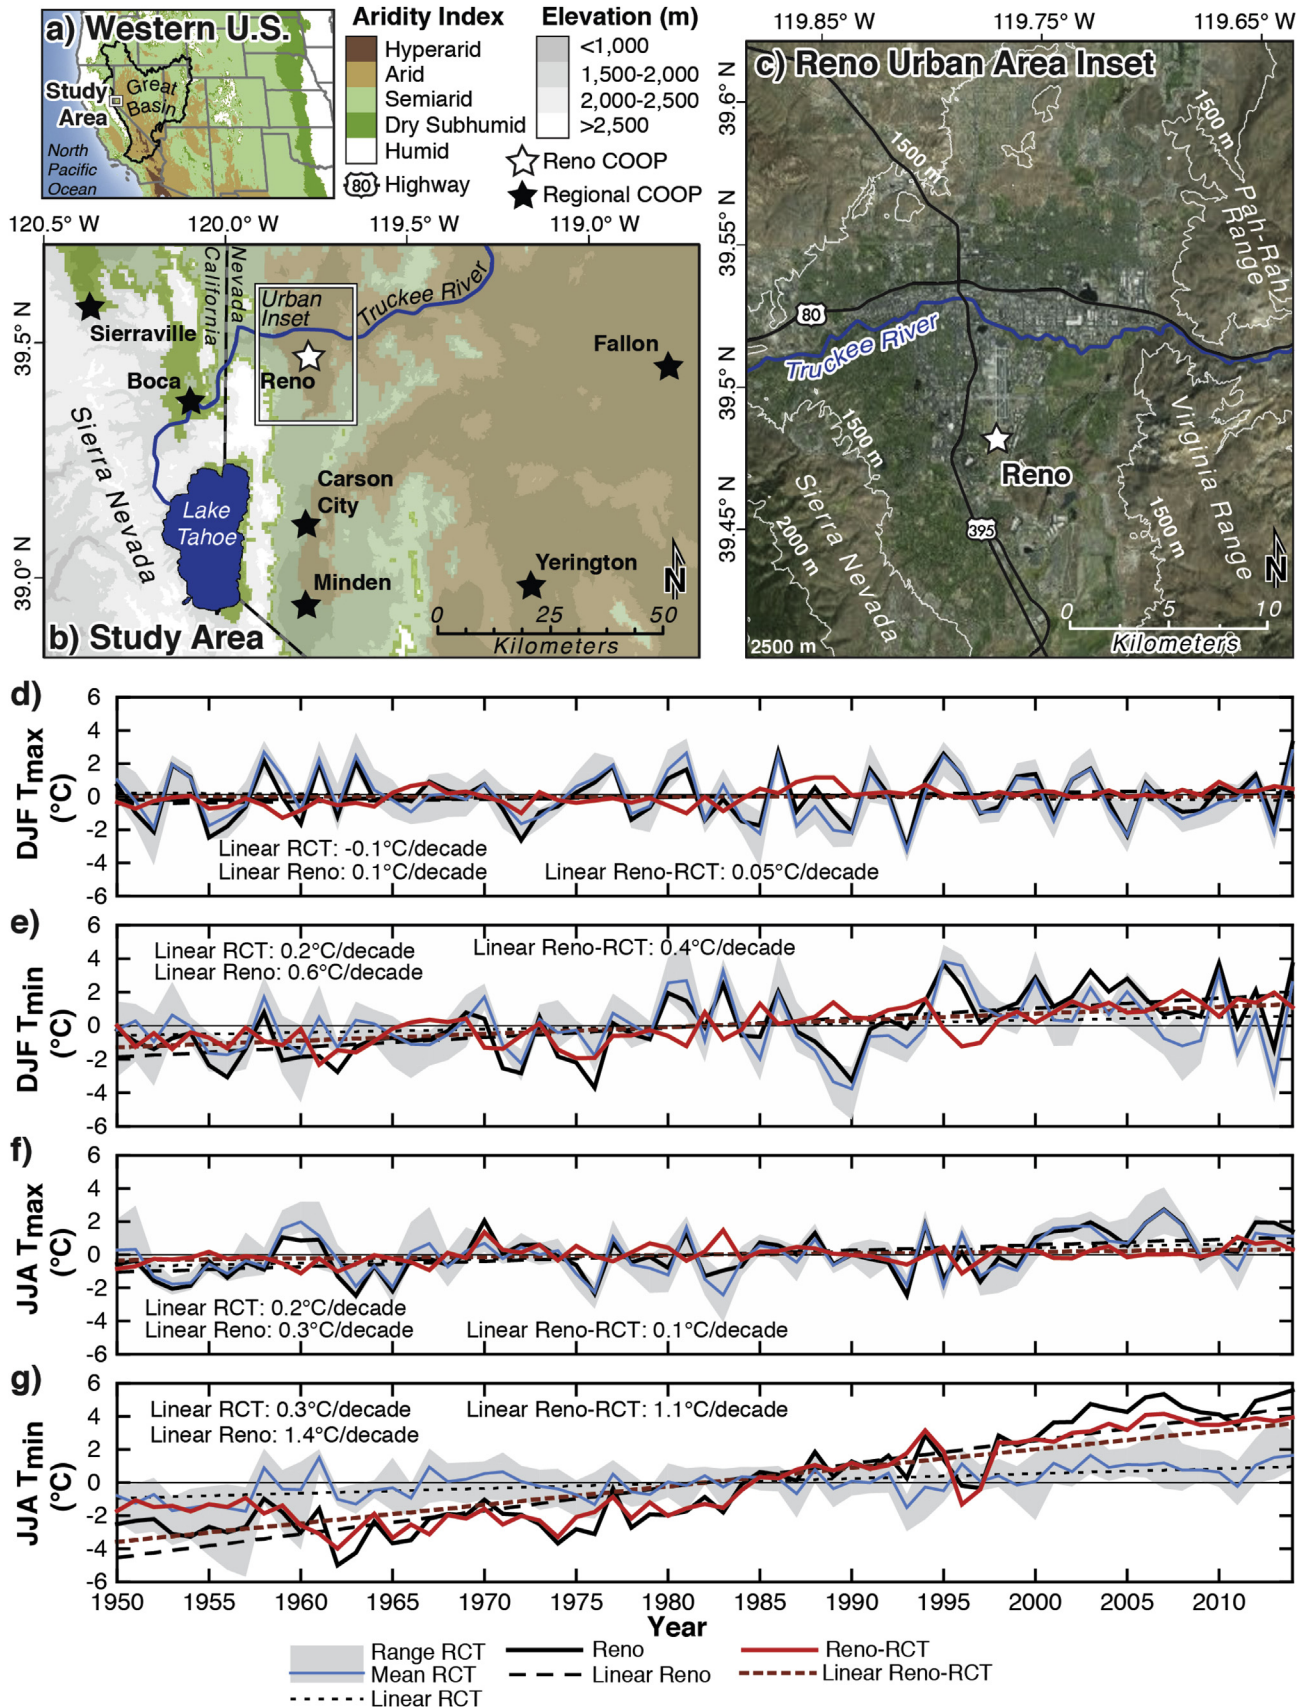 a) Western U.S.
Great
Basin
Study
Area
North
Pacific
Ocean
Aridity Index
Hyperarid
Arid
Semiarid
Dry Subhumid
Humid
80 Highway
Elevation (m)
<1,000
1,500-2,000
2,000-2,500
>2,500
Reno COOP
Regional COOP
120.5° W
120.0° W
119.5° W
119.0° W
39.5° N
39.0° N
California
Nevada
Sierraville
Boca
Urban
Inset
Truckee River
Reno
Fallon
Sierra Nevada
Lake
Tahoe
Carson
City
Minden
Yerington
N
0 25 50
Kilometers
b) Study Area
119.85° W
119.75° W
119.65° W
c) Reno Urban Area Inset
39.6° N
39.55° N
39.5° N
39.45° N
1500 m
1500 m
Pah-Rah
Range
80
Truckee River
1500 m
Sierra Nevada
2000 m
2500 m
Reno
395
Virginia Range
1500 m
N
0 5 10
Kilometers
d)
DJF Tmax
(°C)
6
4
2
0
-2
-4
-6
Linear RCT: -0.1°C/decade
Linear Reno: 0.1°C/decade
Linear Reno-RCT: 0.05°C/decade
e)
DJF Tmin
(°C)
6
4
2
0
-2
-4
-6
Linear RCT: 0.2°C/decade
Linear Reno: 0.6°C/decade
Linear Reno-RCT: 0.4°C/decade
f)
JJA Tmax
(°C)
6
4
2
0
-2
-4
-6
Linear RCT: 0.2°C/decade
Linear Reno: 0.3°C/decade
Linear Reno-RCT: 0.1°C/decade
g)
JJA Tmin
(°C)
6
4
2
0
-2
-4
-6
Linear RCT: 0.3°C/decade
Linear Reno: 1.4°C/decade
Linear Reno-RCT: 1.1°C/decade
1950 1955 1960 1965 1970 1975 1980 1985 1990 1995 2000 2005 2010
Year
Range RCT
Mean RCT
Linear RCT
Reno
Linear Reno
Reno-RCT
Linear Reno-RCT